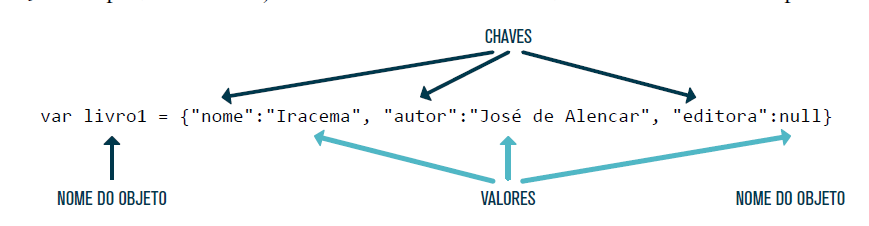 CHAVES
var livro1 = {"nome":"Iracema", "autor":"José de Alencar", "editora":null}
NOME DO OBJETO VALORES NOME DO OBJETO